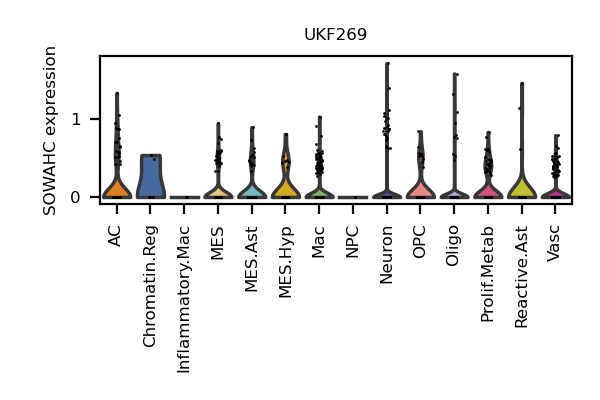 UKF269
SOWAHC expression
1
0
AC
Chromatin.Reg
Inflammatory.Mac
MES
MES.Ast
MES.Hyp
Mac
NPC
Neuron
OPC
Oligo
Prolif.Metab
Reactive.Ast
Vasc